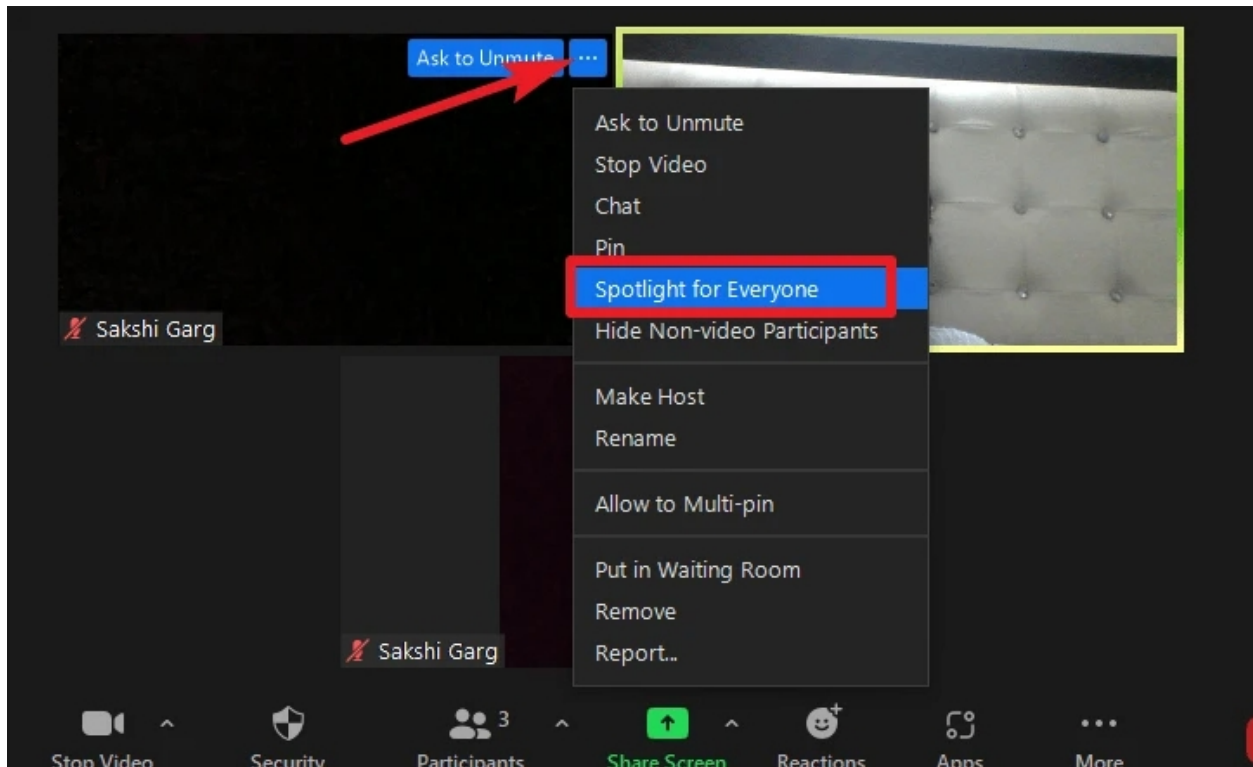 Ask to Unmute ...
Ask to Unmute
Stop Video
Chat
Pin
Spotlight for Everyone
Hide Non-video Participants
Make Host
Rename
Allow to Multi-pin
Put in Waiting Room
Remove
Report...
Sakshi Garg
Sakshi Garg
3
Stop Video
Security
Participants
Share Screen
Reactions
Apps
More